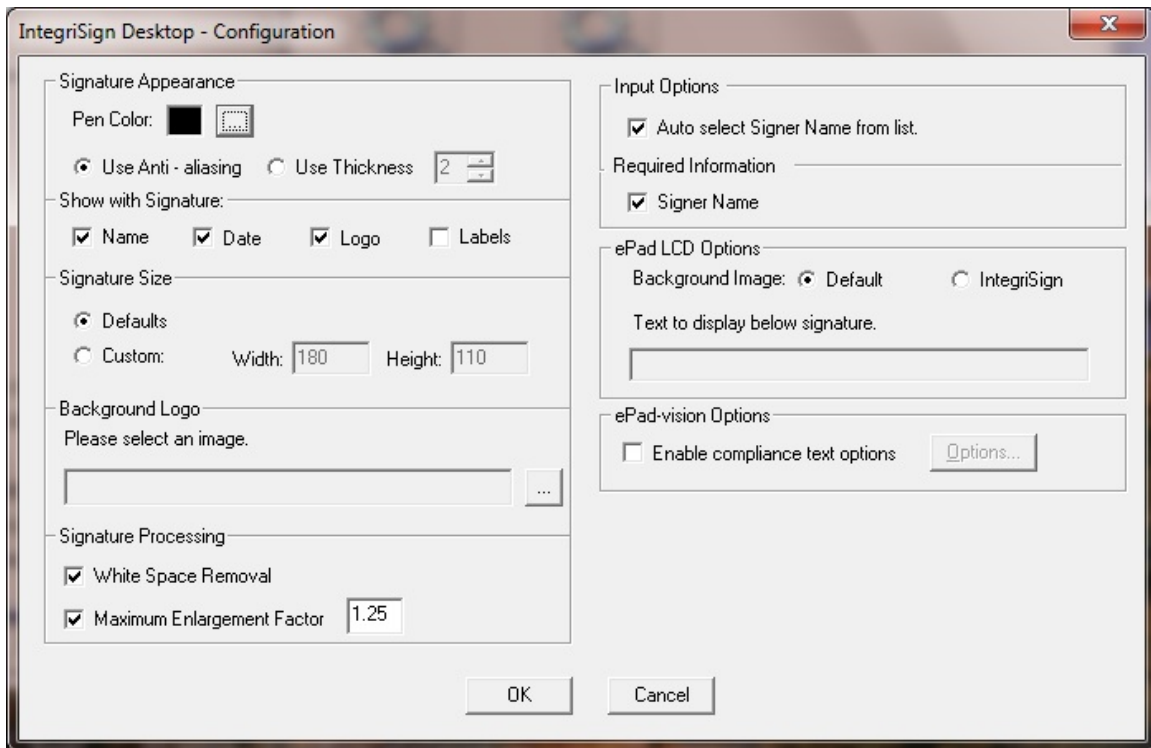 IntegriSign Desktop - Configuration
Signature Appearance
Pen Color:
...
Use Anti - aliasing
Use Thickness
2
Show with Signature:
Name
Date
Logo
Labels
Signature Size
Defaults
Custom:
Width: 180
Height: 110
Background Logo
Please select an image.
...
Signature Processing
White Space Removal
Maximum Enlargement Factor 1.25
Input Options
Auto select Signer Name from list.
Required Information
Signer Name
ePad LCD Options
Background Image: Default
IntegriSign
Text to display below signature.
ePad-vision Options
Enable compliance text options
Options...
OK
Cancel